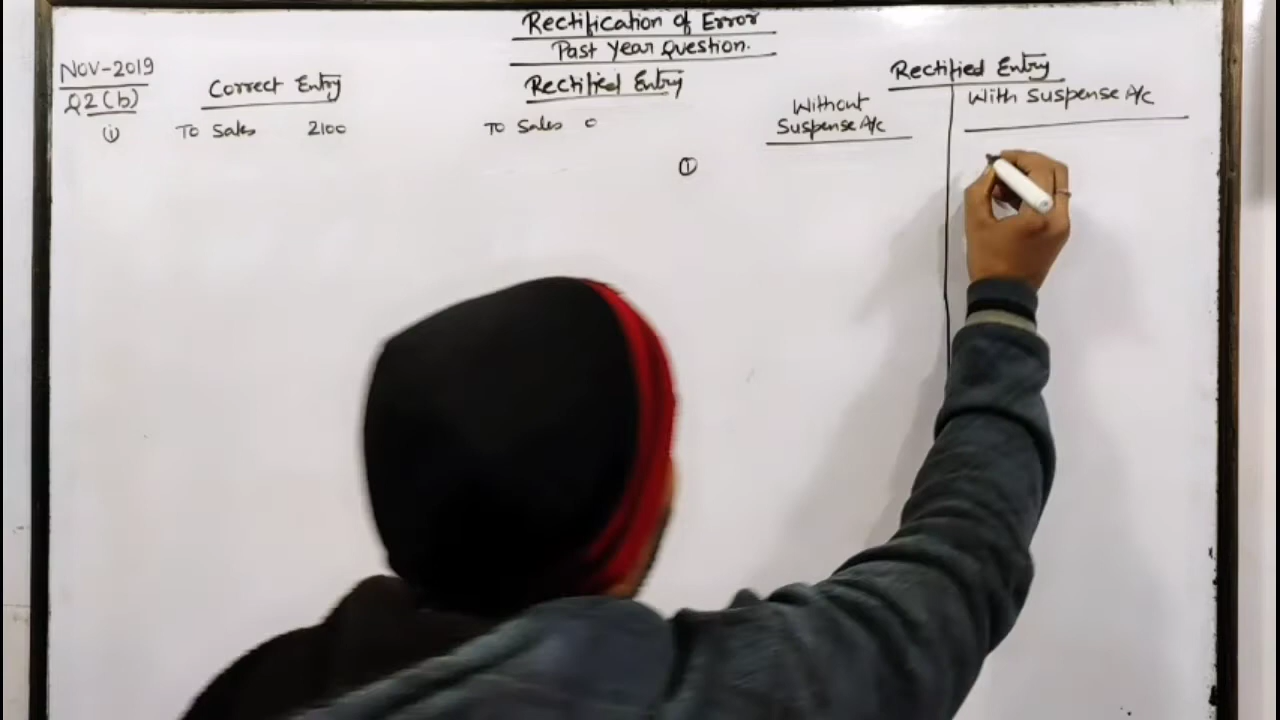 Rectification of Error
Past Year Question.
NOV-2019
Q2(b)
Correct Entry
Rectified Entry
Rectified Entry
Without
Suspense A/c
With Suspense A/c
(i) To Sales 2100
To Sales 0
①